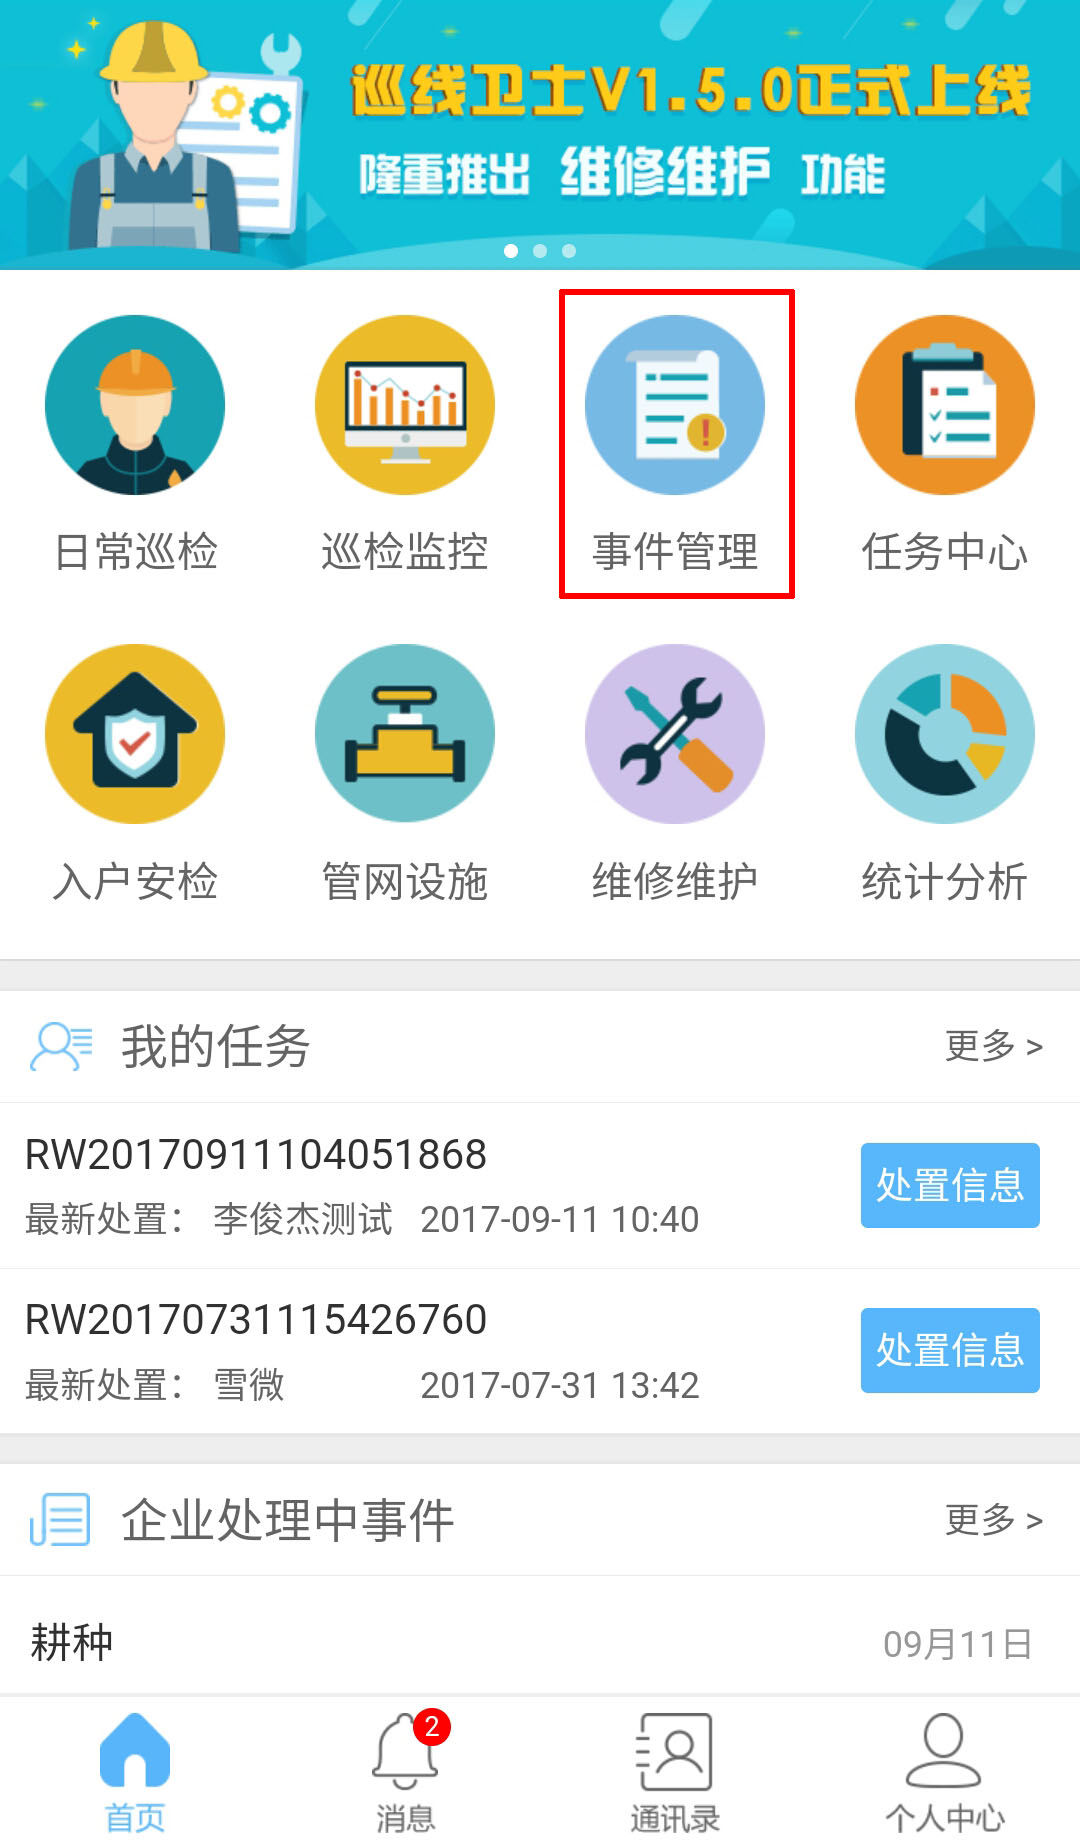 巡线卫士V1.5.0正式上线
隆重推出 维修维护 功能
日常巡检 巡检监控 事件管理 任务中心
入户安检 管网设施 维修维护 统计分析
我的任务 更多 >
RW20170911104051868
处置信息
最新处置： 李俊杰测试 2017-09-11 10:40
RW20170731115426760
处置信息
最新处置： 雪微 2017-07-31 13:42
企业处理中事件 更多 >
耕种 09月11日
2
首页 消息 通讯录 个人中心